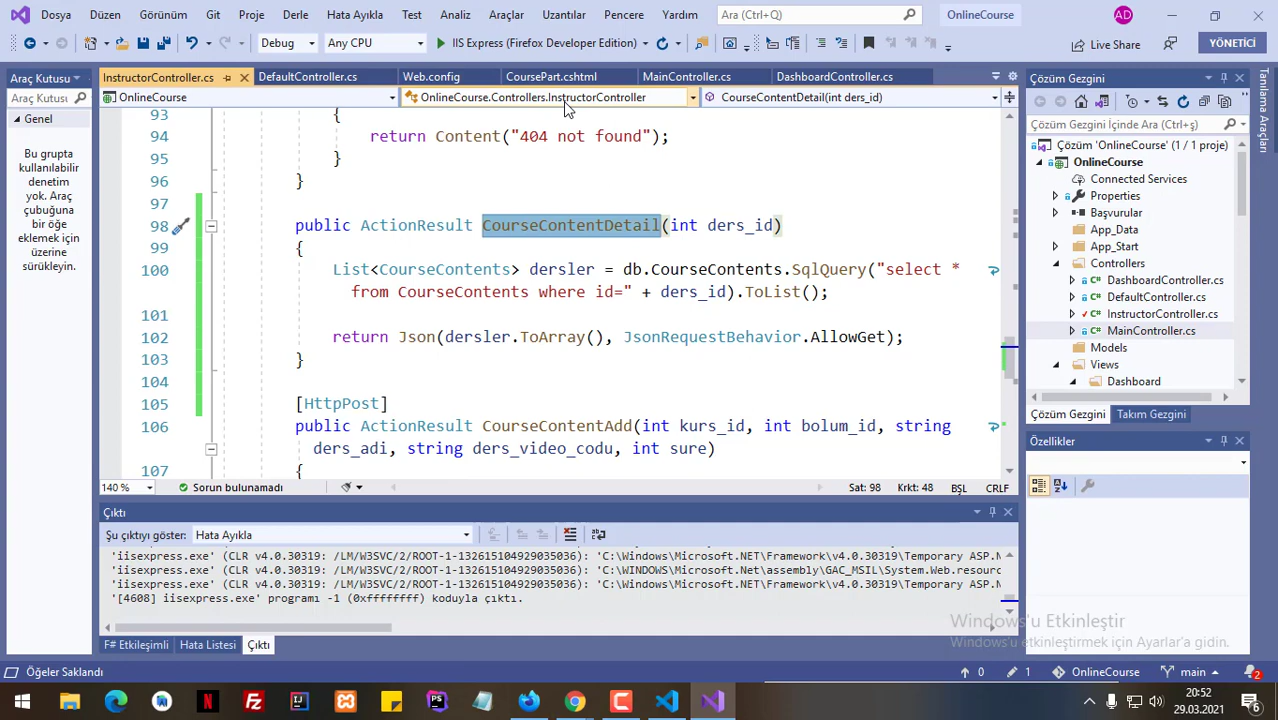 Dosya Düzen Görünüm Git Proje Derle Hata Ayıkla Test Analiz Araçlar Uzantılar Pencere Yardım Ara (Ctrl+Q) OnlineCourse AD
Debug Any CPU IIS Express (Firefox Developer Edition) Live Share YÖNETİCİ
Araç Kutusu
Araç Kutusu
Genel
Bu grupta
kullanılabilir
denetim
yok. Araç
çubuğuna
bir öğe
eklemek için
üzerine
sürükleyin.
InstructorController.cs DefaultController.cs Web.config CoursePart.cshtml MainController.cs DashboardController.cs
OnlineCourse OnlineCourse.Controllers.InstructorController CourseContentDetail(int ders_id)
93 {
94 return Content("404 not found");
95 }
96 }
97
98 public ActionResult CourseContentDetail(int ders_id)
99 {
100 List<CourseContents> dersler = db.CourseContents.SqlQuery("select *
from CourseContents where id=" + ders_id).ToList();
101
102 return Json(dersler.ToArray(), JsonRequestBehavior.AllowGet);
103 }
104
105 [HttpPost]
106 public ActionResult CourseContentAdd(int kurs_id, int bolum_id, string
ders_adi, string ders_video_codu, int sure)
107 {
140 % Sorun bulunamadı Sat: 98 Krkt: 48 BŞL CRLF
Çıktı
Şu çıktıyı göster: Hata Ayıkla
'iisexpress.exe' (CLR v4.0.30319: /LM/W3SVC/2/ROOT-1-132615104929035036): 'C:\Windows\Microsoft.NET\Framework\v4.0.30319\Temporary ASP.N
'iisexpress.exe' (CLR v4.0.30319: /LM/W3SVC/2/ROOT-1-132615104929035036): 'C:\WINDOWS\Microsoft.Net\assembly\GAC_MSIL\System.Web.resourc
'iisexpress.exe' (CLR v4.0.30319: /LM/W3SVC/2/ROOT-1-132615104929035036): 'C:\Windows\Microsoft.NET\Framework\v4.0.30319\Temporary ASP.N
'[4608] iisexpress.exe' programı -1 (0xffffffff) koduyla çıktı.
F# Etkileşimli Hata Listesi Çıktı
Çözüm Gezgini
Çözüm Gezgini İçinde Ara (Ctrl+ş)
Çözüm 'OnlineCourse' (1 / 1 proje)
OnlineCourse
Connected Services
Properties
Başvurular
App_Data
App_Start
Controllers
DashboardController.cs
DefaultController.cs
InstructorController.cs
MainController.cs
Models
Views
Dashboard
Çözüm Gezgini Takım Gezgini
Özellikler
Araç Kutusu Tanılama Araçları
Windows'u Etkinleştir
Windows'u etkinleştirmek için Ayarlar'a gidin.
Öğeler Saklandı 0 1 OnlineCourse main 2
20:52
29.03.2021
6